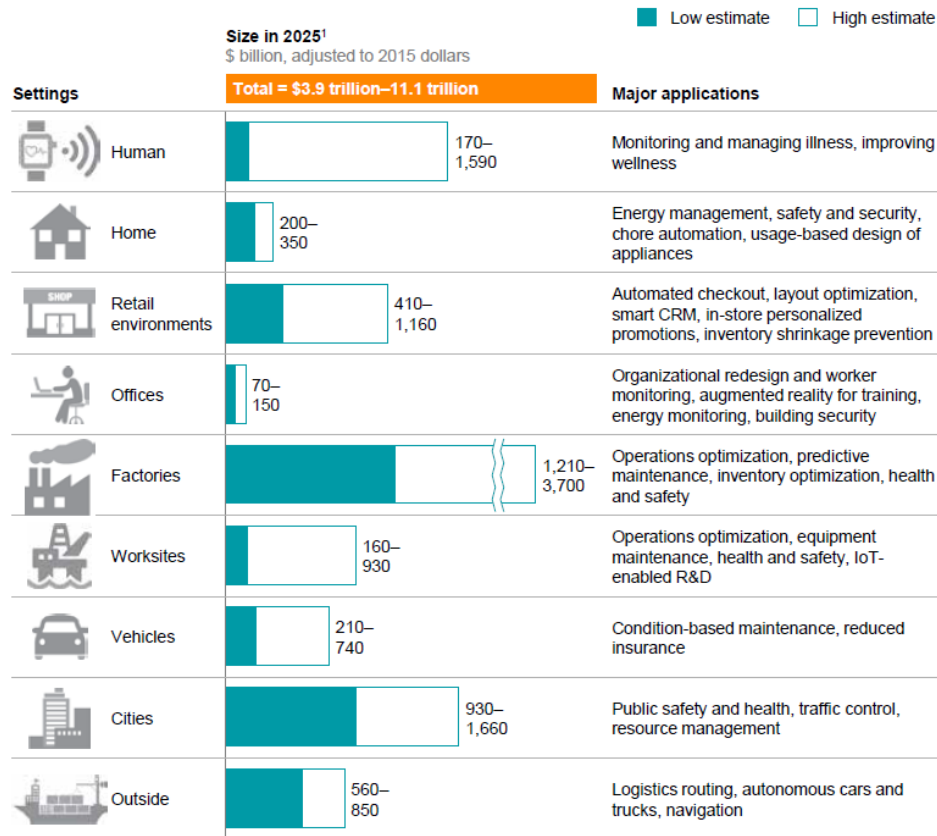 Low estimate High estimate
Size in 2025¹
$ billion, adjusted to 2015 dollars
Settings Total = $3.9 trillion–11.1 trillion Major applications
Human
170–
1,590
Monitoring and managing illness, improving
wellness
Home
200–
350
Energy management, safety and security,
chore automation, usage-based design of
appliances
SHOP
Retail
environments
410–
1,160
Automated checkout, layout optimization,
smart CRM, in-store personalized
promotions, inventory shrinkage prevention
Offices
70–
150
Organizational redesign and worker
monitoring, augmented reality for training,
energy monitoring, building security
Factories
1,210–
3,700
Operations optimization, predictive
maintenance, inventory optimization, health
and safety
Worksites
160–
930
Operations optimization, equipment
maintenance, health and safety, IoT-
enabled R&D
Vehicles
210–
740
Condition-based maintenance, reduced
insurance
Cities
930–
1,660
Public safety and health, traffic control,
resource management
Outside
560–
850
Logistics routing, autonomous cars and
trucks, navigation